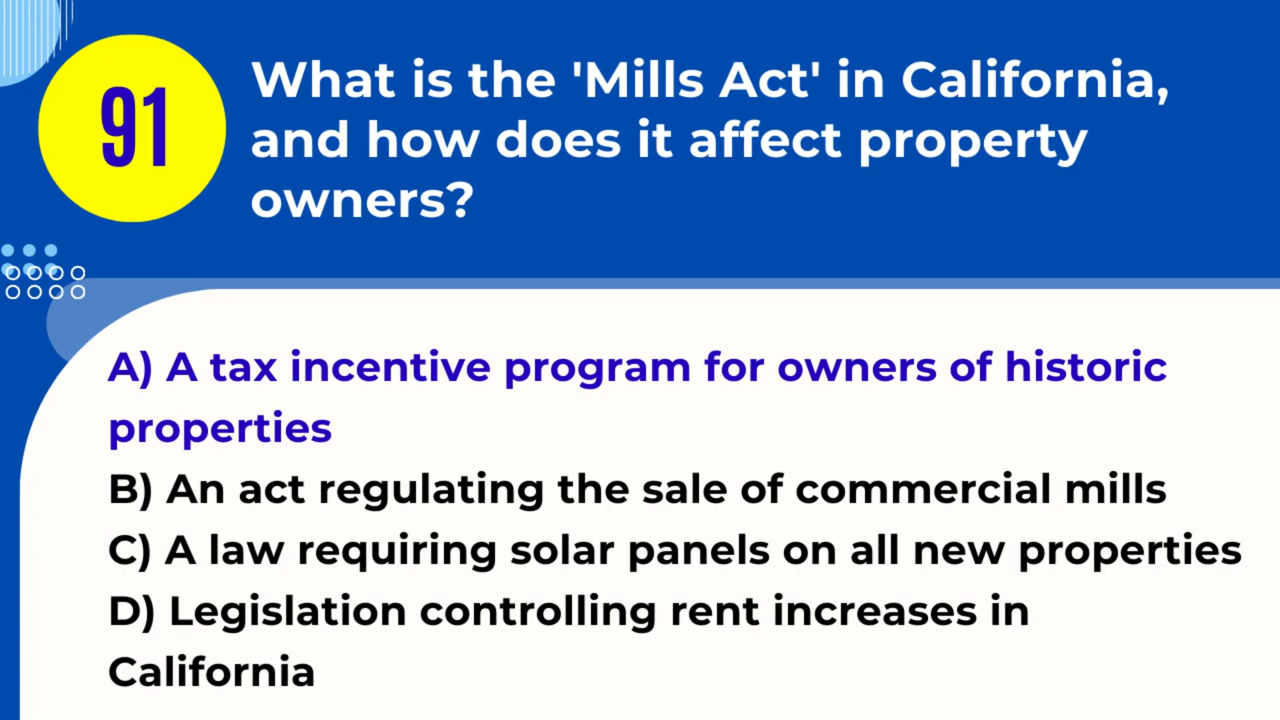 91
What is the 'Mills Act' in California,
and how does it affect property
owners?
A) A tax incentive program for owners of historic
properties
B) An act regulating the sale of commercial mills
C) A law requiring solar panels on all new properties
D) Legislation controlling rent increases in
California